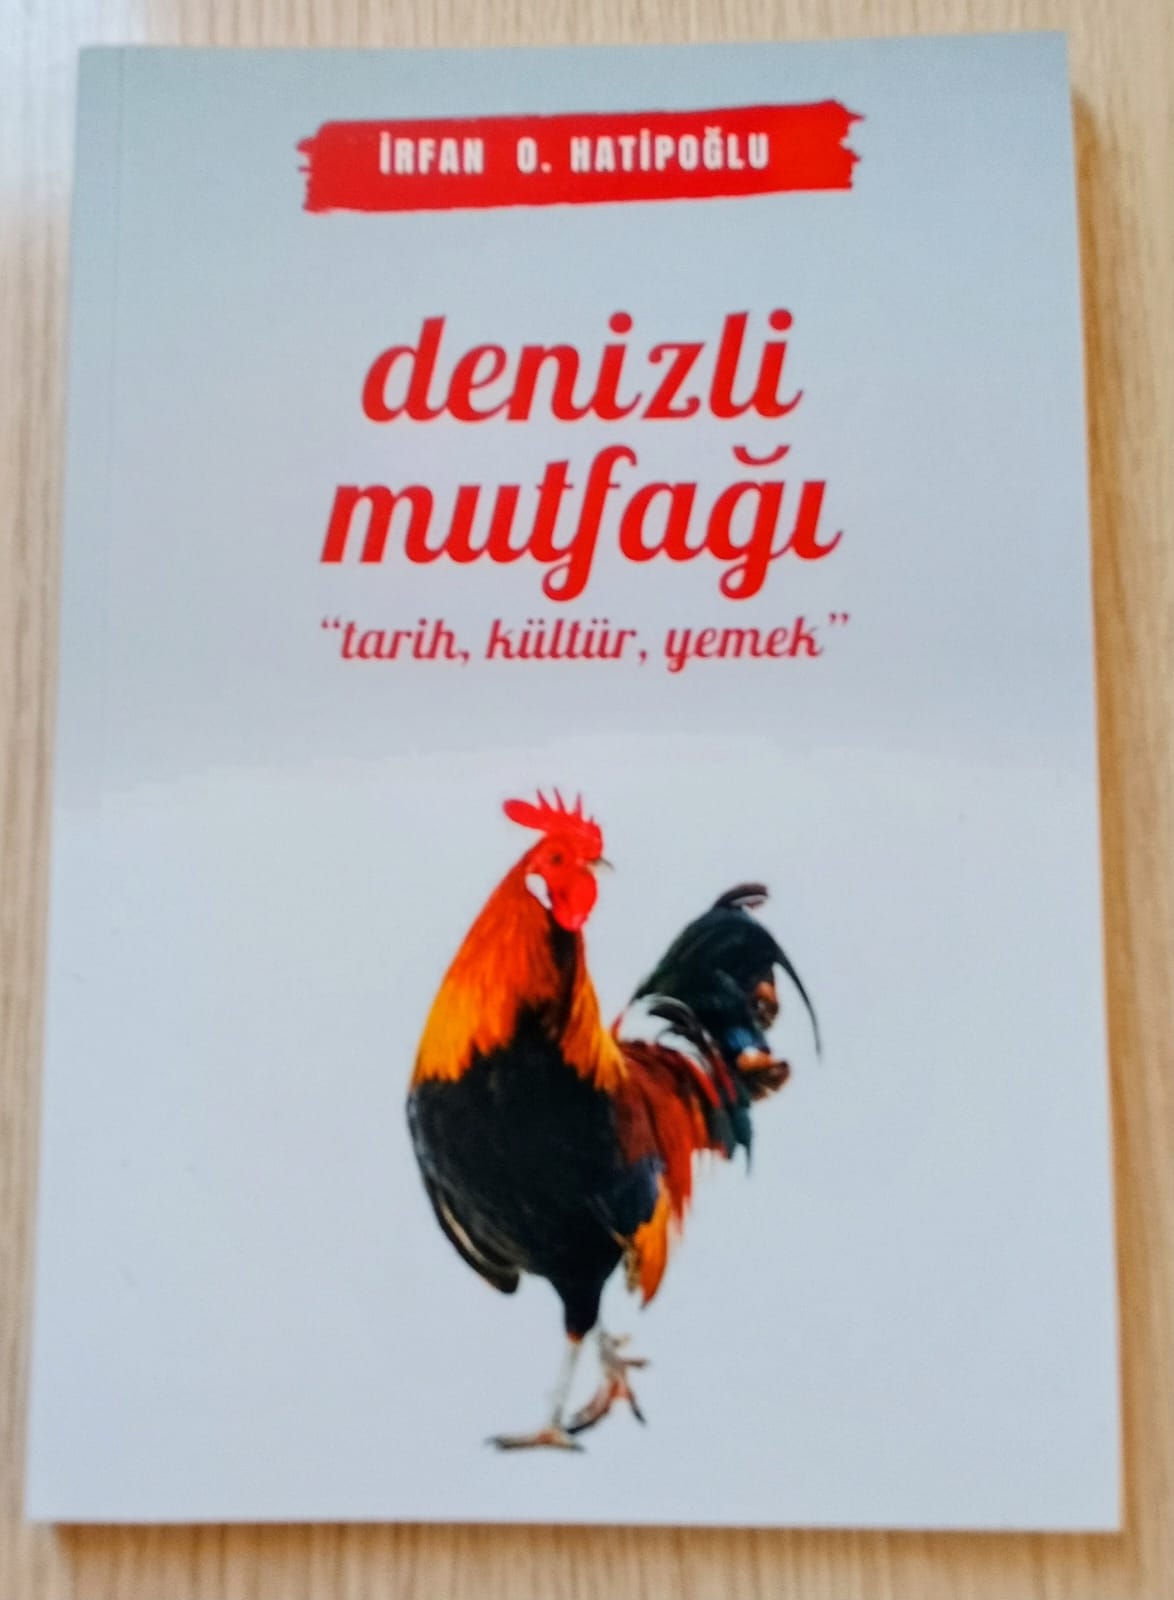 İRFAN O. HATİPOĞLU
denizli
mutfağı
“tarih, kültür, yemek”